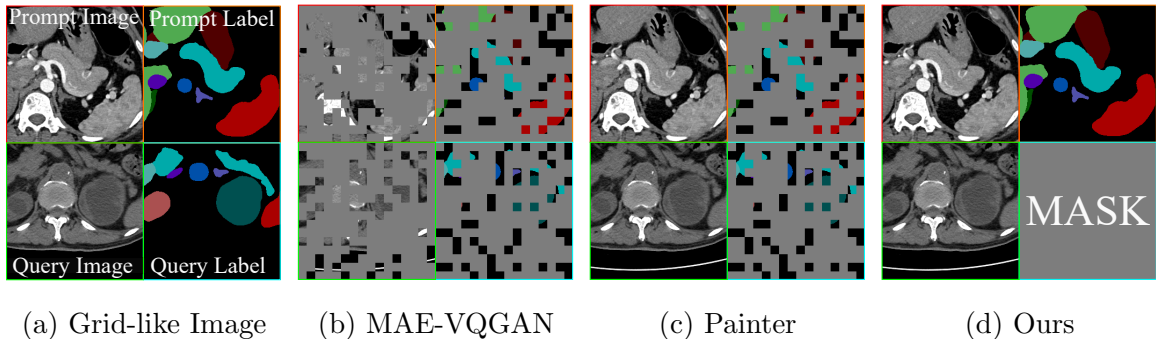 Prompt Image Prompt Label
Query Image Query Label
MASK
(a) Grid-like Image (b) MAE-VQGAN (c) Painter (d) Ours